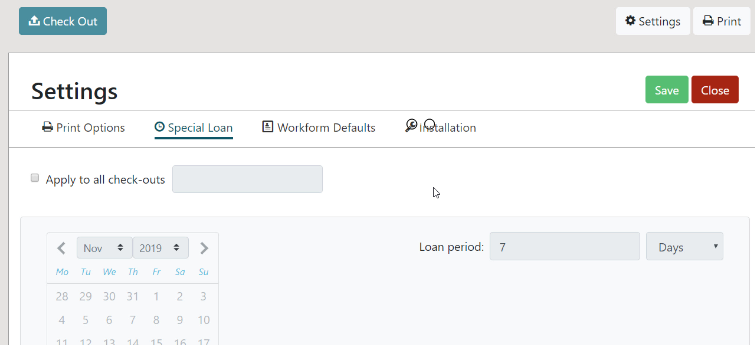 Check Out
Settings Print
Settings
Save Close
Print Options Special Loan Workform Defaults Installation
Apply to all check-outs
Nov 2019
Loan period: 7 Days
Mo Tu We Th Fr Sa Su
28 29 30 31 1 2 3
4 5 6 7 8 9 10
11 12 13 14 15 16 17